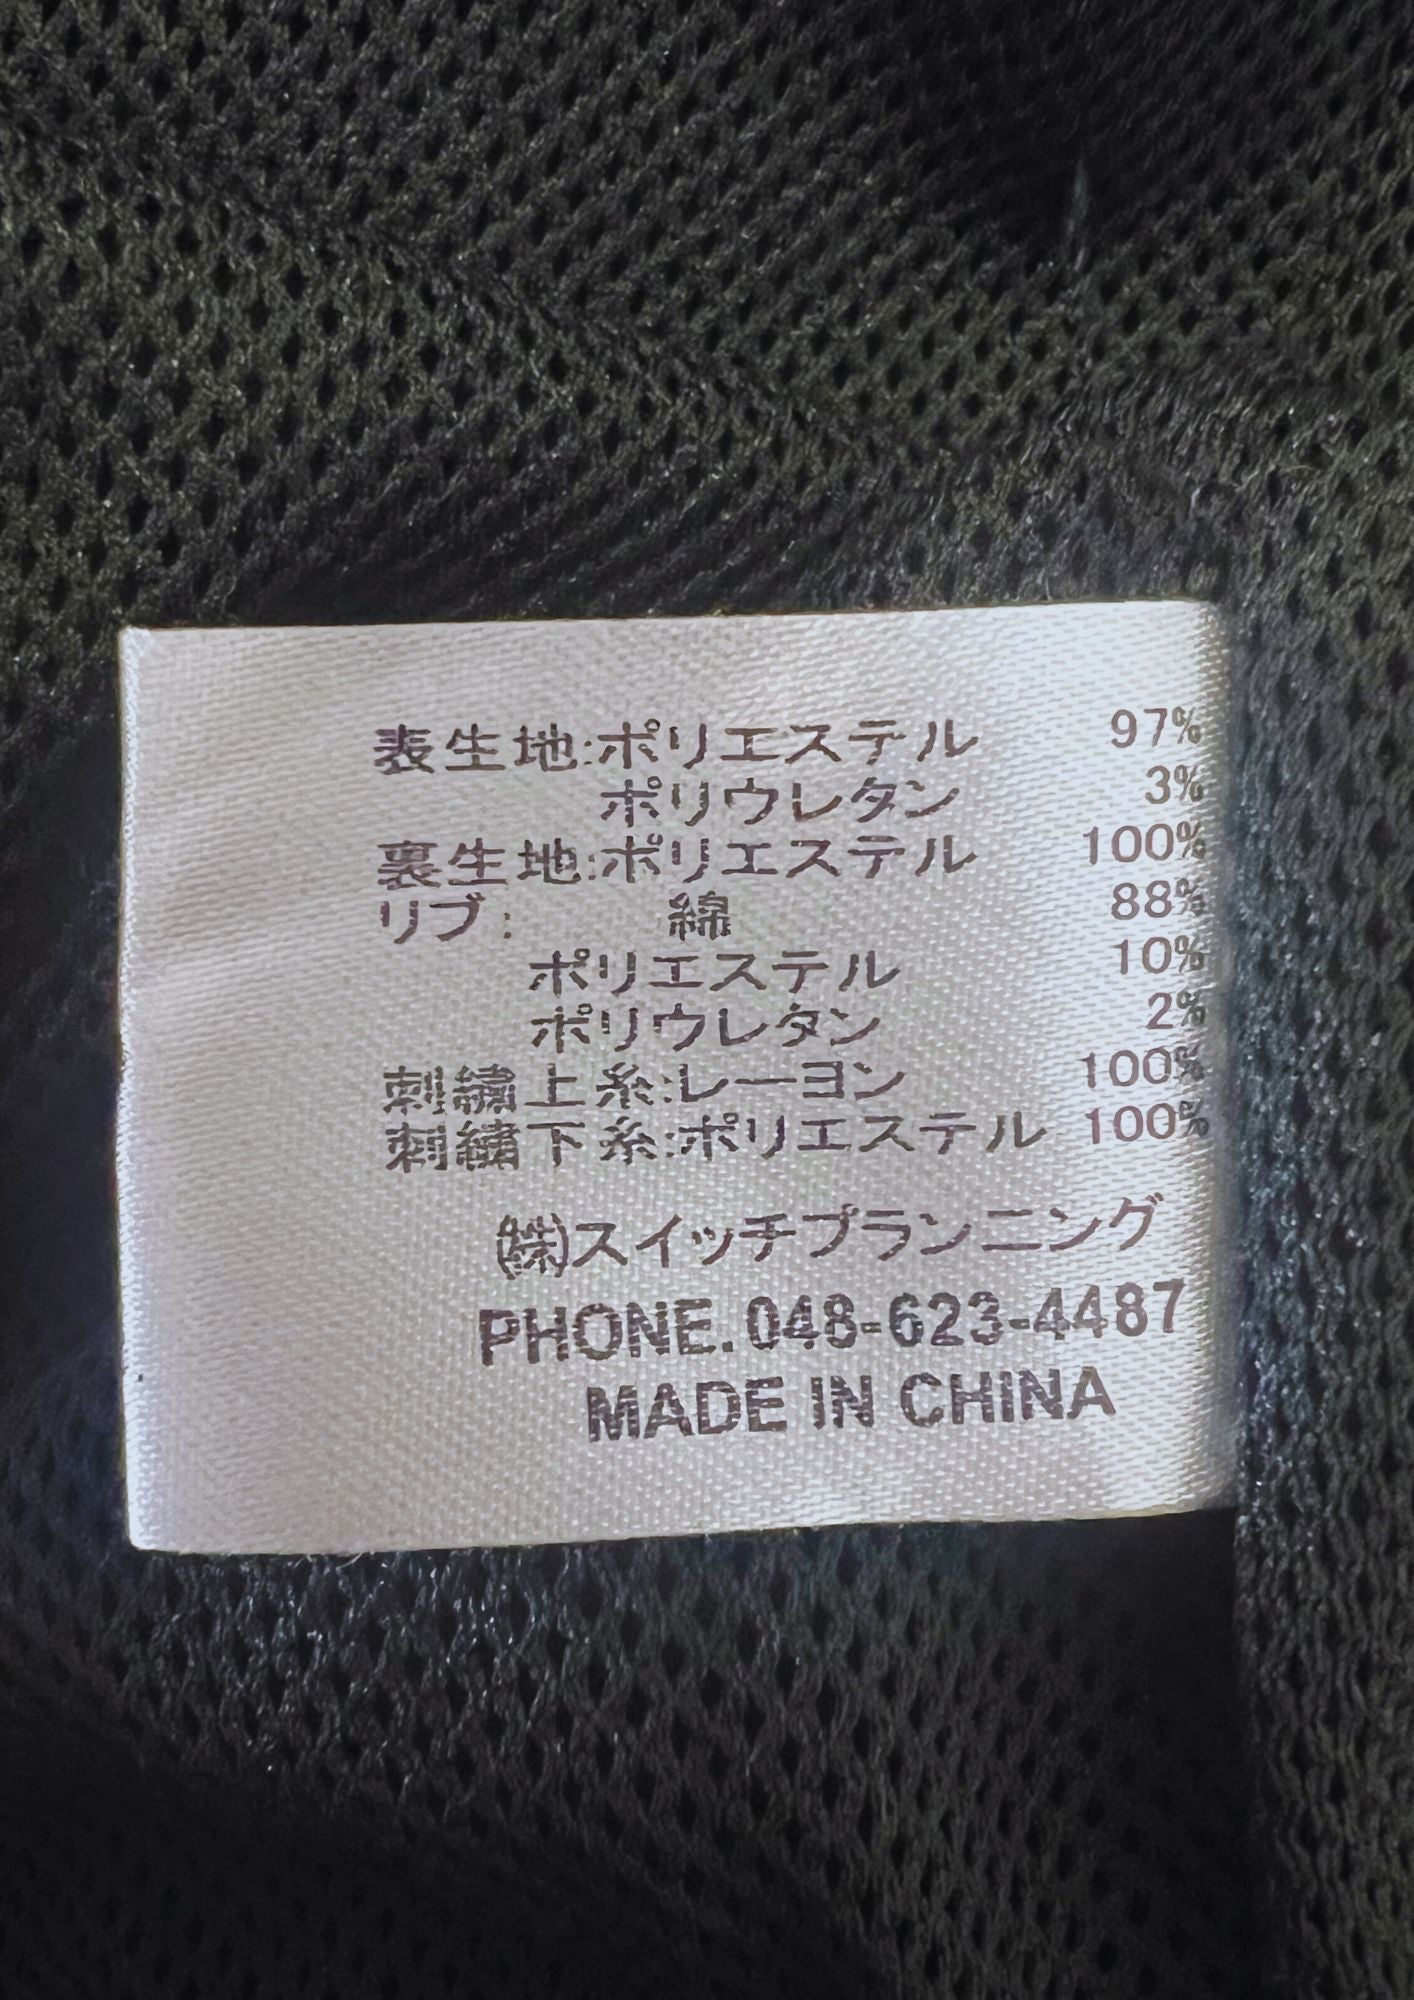 表生地:ポリエステル 97%
ポリウレタン 3%
裏生地:ポリエステル 100%
リブ: 綿 88%
ポリエステル 10%
ポリウレタン 2%
刺繍上糸:レーヨン 100%
刺繍下糸:ポリエステル 100%
㈱スイッチプランニング
PHONE.048-623-4487
MADE IN CHINA